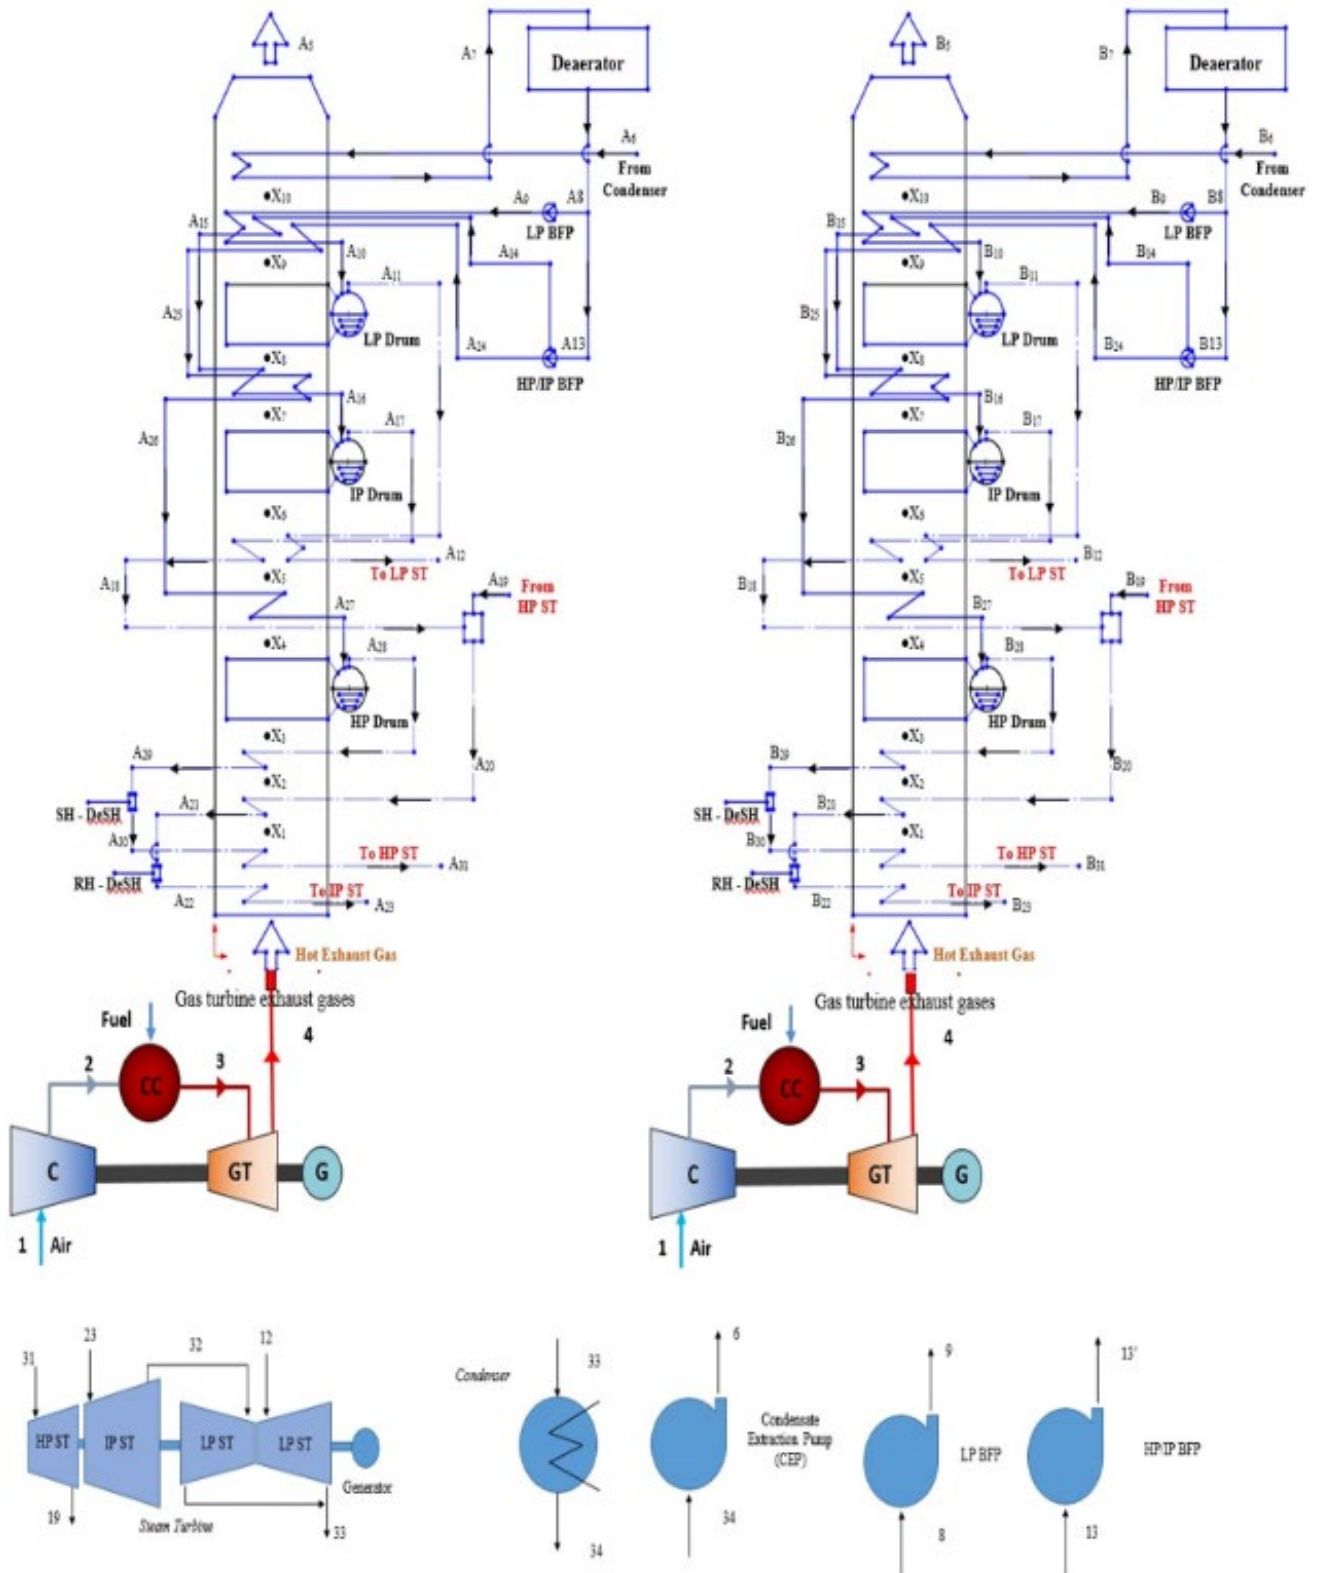 A5
A7
Deaerator
A6
From
Condenser
X10
A9
A8
LP BFP
A15
A10
A14
X9
A11
A25
LP Drum
A24
A13
X8
HP/IP BFP
A16
X7
A17
A26
IP Drum
X6
A12
To LP ST
A18
X5
A19
From
HP ST
A27
X4
A28
HP Drum
X3
A29
A20
X2
SH - DeSH
A21
X1
A30
To HP ST
A31
RH - DeSH
To IP ST
A22
A23
Hot Exhaust Gas
Gas turbine exhaust gases
Fuel
4
2
3
CC
C
GT
G
1
Air
B5
B7
Deaerator
B6
From
Condenser
X10
B9
B8
LP BFP
B15
B10
B14
X9
B11
B25
LP Drum
B24
B13
X8
HP/IP BFP
B16
X7
B17
B26
IP Drum
X6
B12
To LP ST
B18
X5
B19
From
HP ST
B27
X4
B28
HP Drum
X3
B29
B20
X2
SH - DeSH
B21
X1
B30
To HP ST
B31
RH - DeSH
To IP ST
B22
B23
Hot Exhaust Gas
Gas turbine exhaust gases
Fuel
4
2
3
CC
C
GT
G
1
Air
31
23
32
12
HP ST
IP ST
LP ST
LP ST
Generator
19
Steam Turbine
33
Condenser
33
34
6
Condensate
Extraction Pump
(CEP)
34
9
LP BFP
8
13'
HP/IP BFP
13